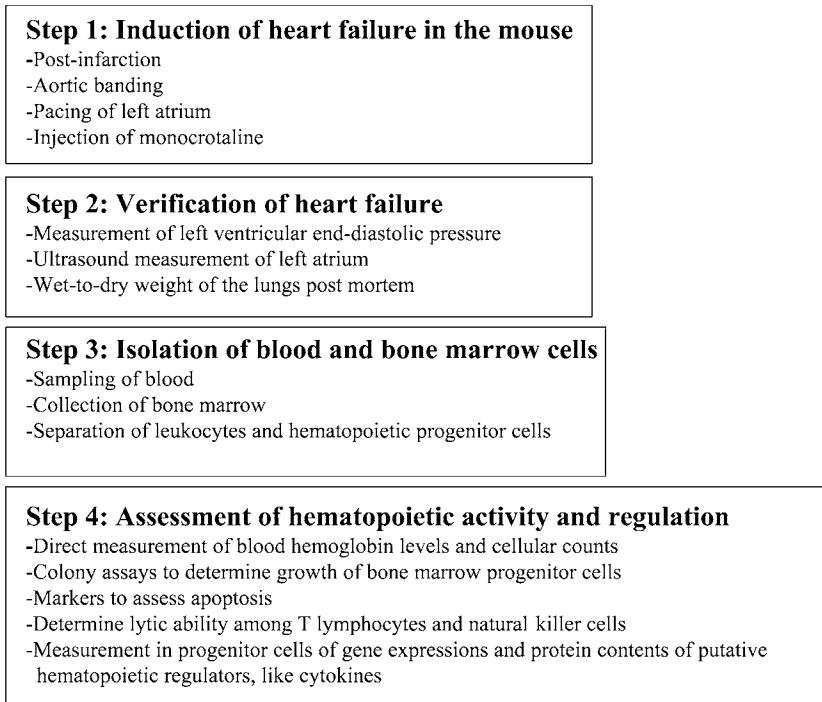 Step 1: Induction of heart failure in the mouse
-Post-infarction
-Aortic banding
-Pacing of left atrium
-Injection of monocrotaline
Step 2: Verification of heart failure
-Measurement of left ventricular end-diastolic pressure
-Ultrasound measurement of left atrium
-Wet-to-dry weight of the lungs post mortem
Step 3: Isolation of blood and bone marrow cells
-Sampling of blood
-Collection of bone marrow
-Separation of leukocytes and hematopoietic progenitor cells
Step 4: Assessment of hematopoietic activity and regulation
-Direct measurement of blood hemoglobin levels and cellular counts
-Colony assays to determine growth of bone marrow progenitor cells
-Markers to assess apoptosis
-Determine lytic ability among T lymphocytes and natural killer cells
-Measurement in progenitor cells of gene expressions and protein contents of putative
hematopoietic regulators, like cytokines